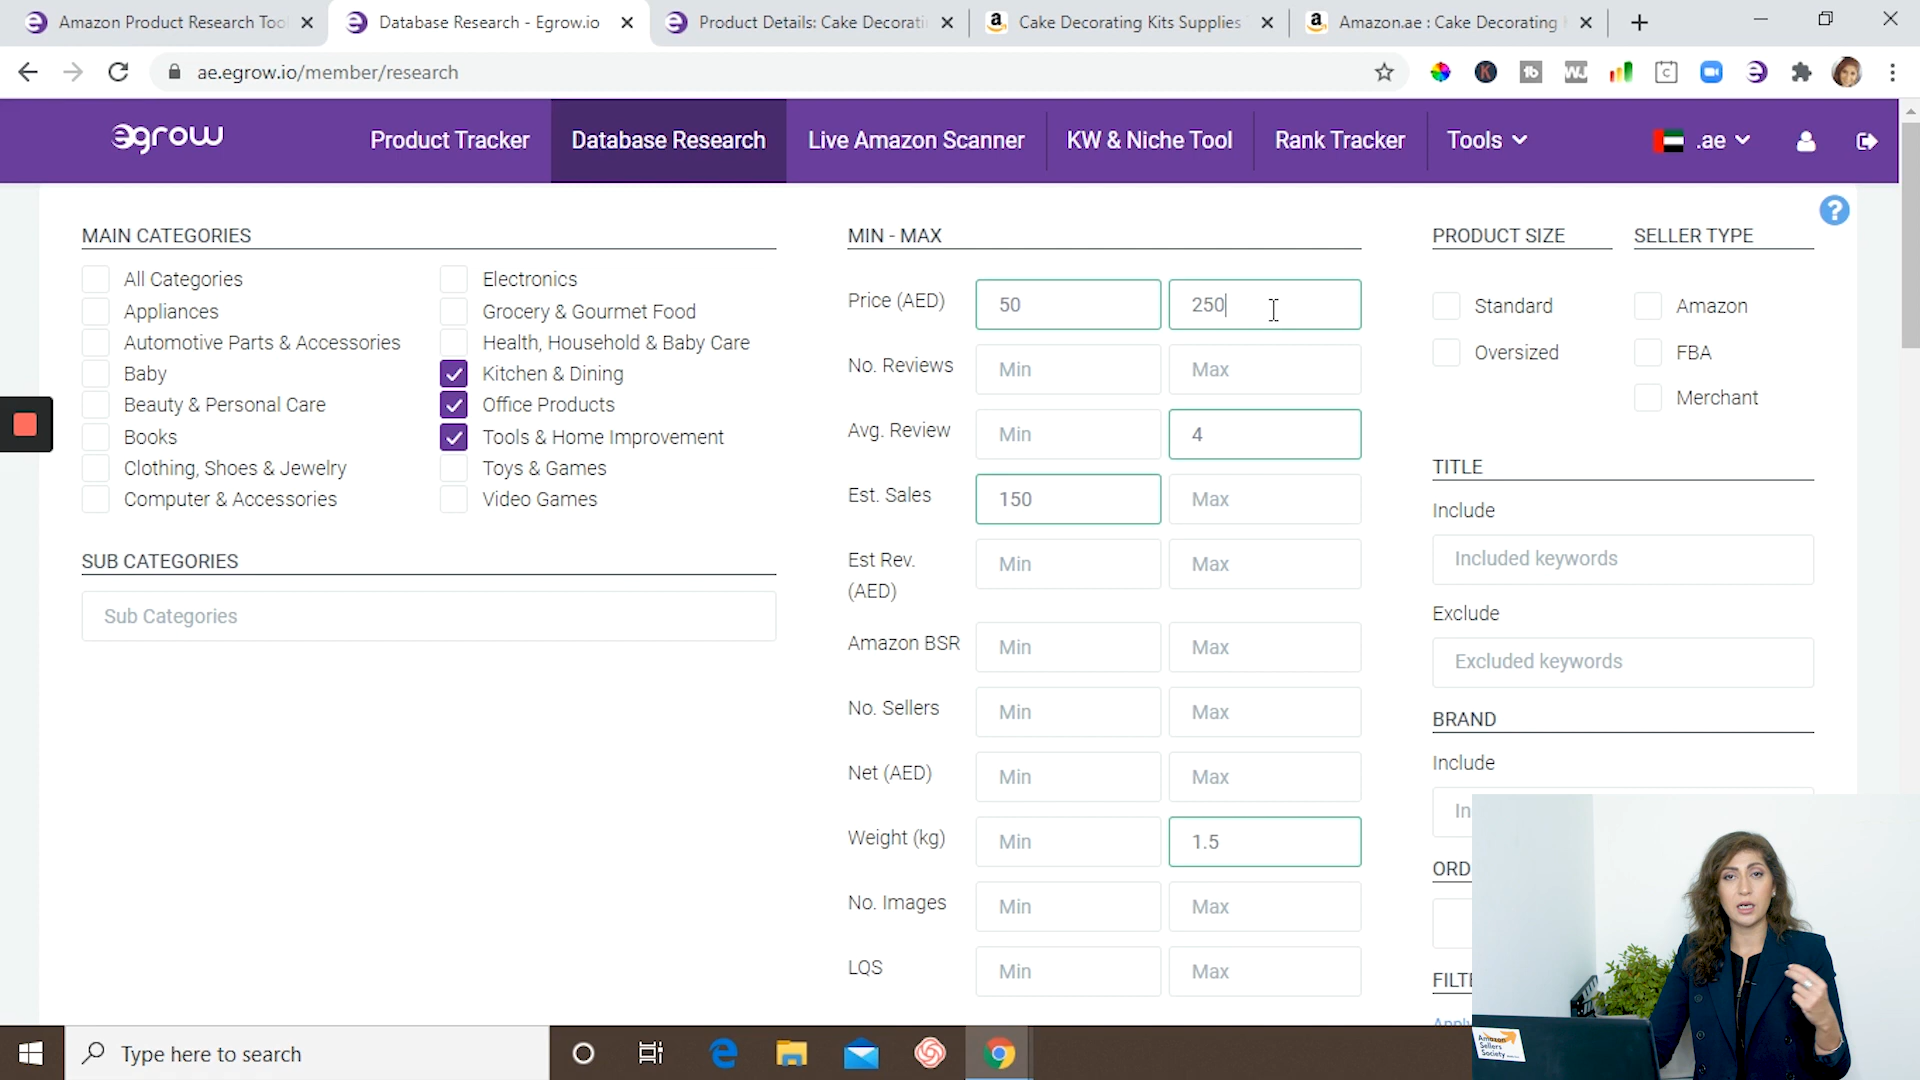 Amazon Product Research Too
Database Research - Egrow.io
Product Details: Cake Decorati
Cake Decorating Kits Supplies
Amazon.ae : Cake Decorating
ae.egrow.io/member/research
egrow
Product Tracker
Database Research
Live Amazon Scanner
KW & Niche Tool
Rank Tracker
Tools
.ae
MAIN CATEGORIES
All Categories
Appliances
Automotive Parts & Accessories
Baby
Beauty & Personal Care
Books
Clothing, Shoes & Jewelry
Computer & Accessories
Electronics
Grocery & Gourmet Food
Health, Household & Baby Care
Kitchen & Dining
Office Products
Tools & Home Improvement
Toys & Games
Video Games
SUB CATEGORIES
Sub Categories
MIN - MAX
Price (AED) 50 250
No. Reviews Min Max
Avg. Review Min 4
Est. Sales 150 Max
Est Rev.
(AED) Min Max
Amazon BSR Min Max
No. Sellers Min Max
Net (AED) Min Max
Weight (kg) Min 1.5
No. Images Min Max
LQS Min Max
PRODUCT SIZE
Standard
Oversized
SELLER TYPE
Amazon
FBA
Merchant
?
TITLE
Include
Included keywords
Exclude
Excluded keywords
BRAND
Include
In
ORD
FILTE
Apply
Amazon
Sellers
Society
Type here to search